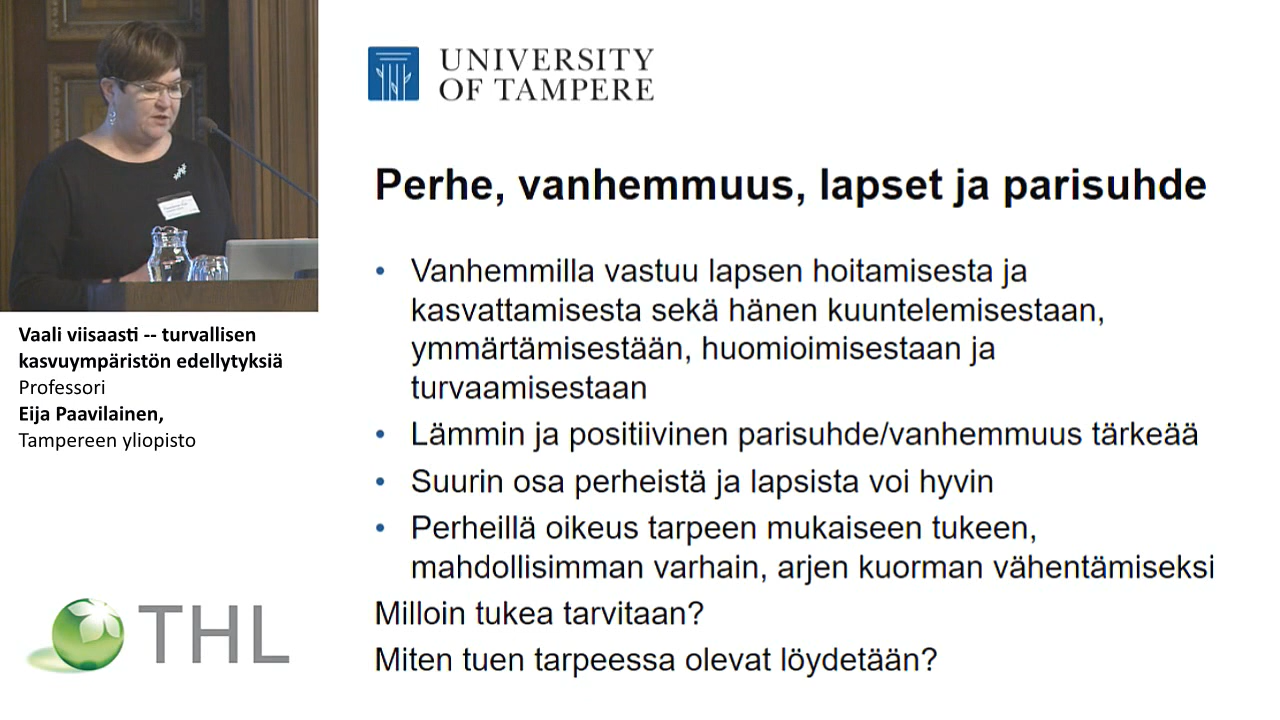 UNIVERSITY
OF TAMPERE
Perhe, vanhemmuus, lapset ja parisuhde
• Vanhemmilla vastuu lapsen hoitamisesta ja
kasvattamisesta sekä hänen kuuntelemisestaan,
ymmärtämisestään, huomioimisestaan ja
turvaamisestaan
• Lämmin ja positiivinen parisuhde/vanhemmuus tärkeää
• Suurin osa perheistä ja lapsista voi hyvin
• Perheillä oikeus tarpeen mukaiseen tukeen,
mahdollisimman varhain, arjen kuorman vähentämiseksi
Milloin tukea tarvitaan?
Miten tuen tarpeessa olevat löydetään?
Vaali viisaasti -- turvallisen
kasvuympäristön edellytyksiä
Professori
Eija Paavilainen,
Tampereen yliopisto
THL